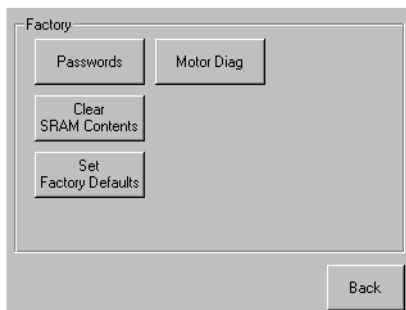 Factory
Passwords
Motor Diag
Clear
SRAM Contents
Set
Factory Defaults
Back